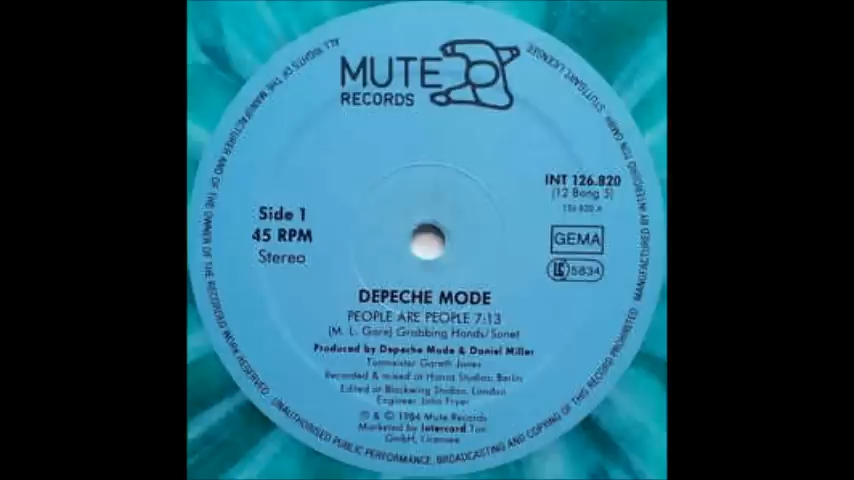 MUTE
RECORDS
INT 126.820
(12 Bong 5)
126.820 A
Side 1
45 RPM
Stereo
GEMA
LC 5834
DEPECHE MODE
PEOPLE ARE PEOPLE 7:13
(M. L. Gore) Grabbing Hands/Sonet
Produced by Depeche Mode & Daniel Miller
Tonmeister Gareth Jones
Recorded & mixed at Hansa Studios, Berlin
Edited at Blackwing Studios, London
Engineer John Fryer
℗ & © 1984 Mute Records
Marketed by Intercord Ton
GmbH, Licensee
ALL RIGHTS OF THE MANUFACTURER AND OF THE OWNER OF THE RECORDED WORK RESERVED. UNAUTHORISED PUBLIC PERFORMANCE, BROADCASTING AND COPYING OF THIS RECORD PROHIBITED MANUFACTURED BY INTERCORD TON GMBH, STUTTGART, LICENSEE